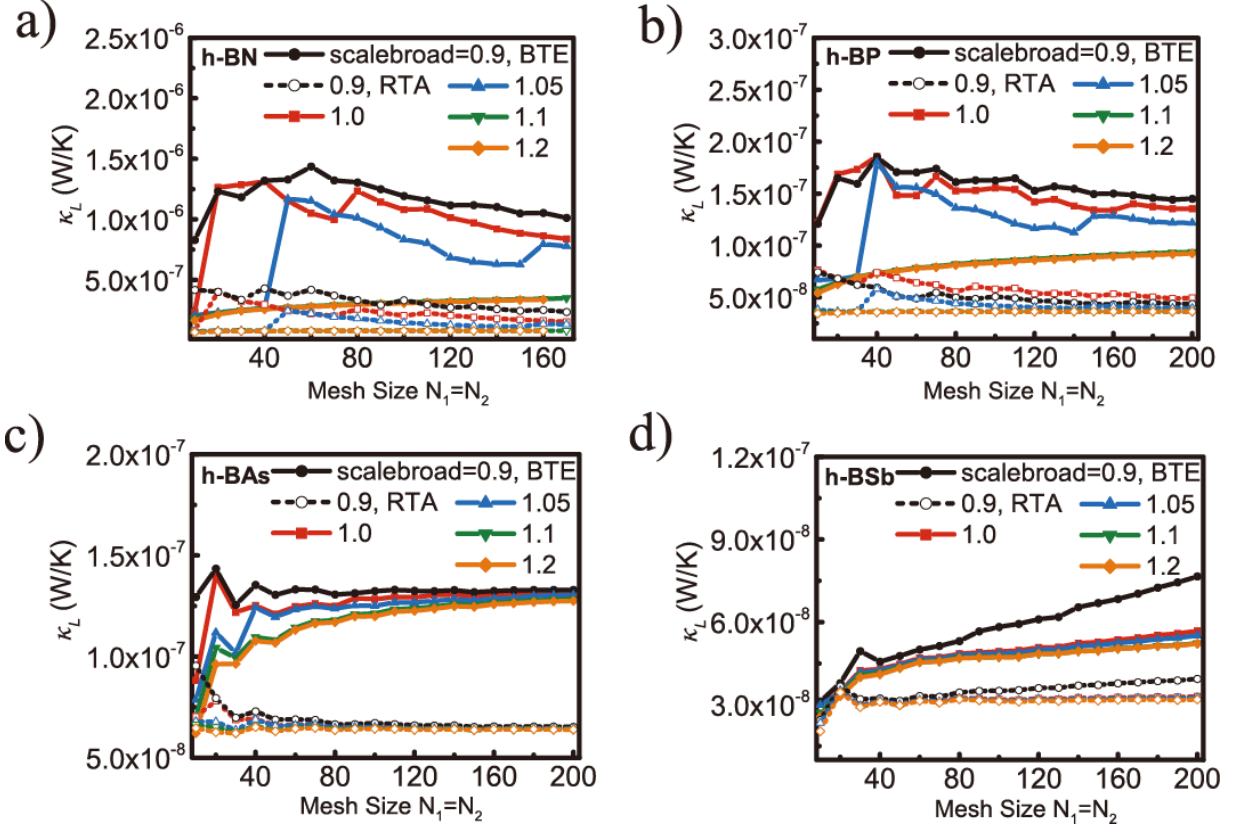 a)
2.5x10⁻⁶
2.0x10⁻⁶
1.5x10⁻⁶
1.0x10⁻⁶
5.0x10⁻⁷
κL (W/K)
h-BN
scalebroad=0.9, BTE
0.9, RTA
1.05
1.0
1.1
1.2
40 80 120 160
Mesh Size N₁=N₂
b)
3.0x10⁻⁷
2.5x10⁻⁷
2.0x10⁻⁷
1.5x10⁻⁷
1.0x10⁻⁷
5.0x10⁻⁸
κL (W/K)
h-BP
scalebroad=0.9, BTE
0.9, RTA
1.05
1.0
1.1
1.2
40 80 120 160 200
Mesh Size N₁=N₂
c)
2.0x10⁻⁷
1.5x10⁻⁷
1.0x10⁻⁷
5.0x10⁻⁸
κL (W/K)
h-BAs
scalebroad=0.9, BTE
0.9, RTA
1.05
1.0
1.1
1.2
40 80 120 160 200
Mesh Size N₁=N₂
d)
1.2x10⁻⁷
9.0x10⁻⁸
6.0x10⁻⁸
3.0x10⁻⁸
κL (W/K)
h-BSb
scalebroad=0.9, BTE
0.9, RTA
1.05
1.0
1.1
1.2
40 80 120 160 200
Mesh Size N₁=N₂